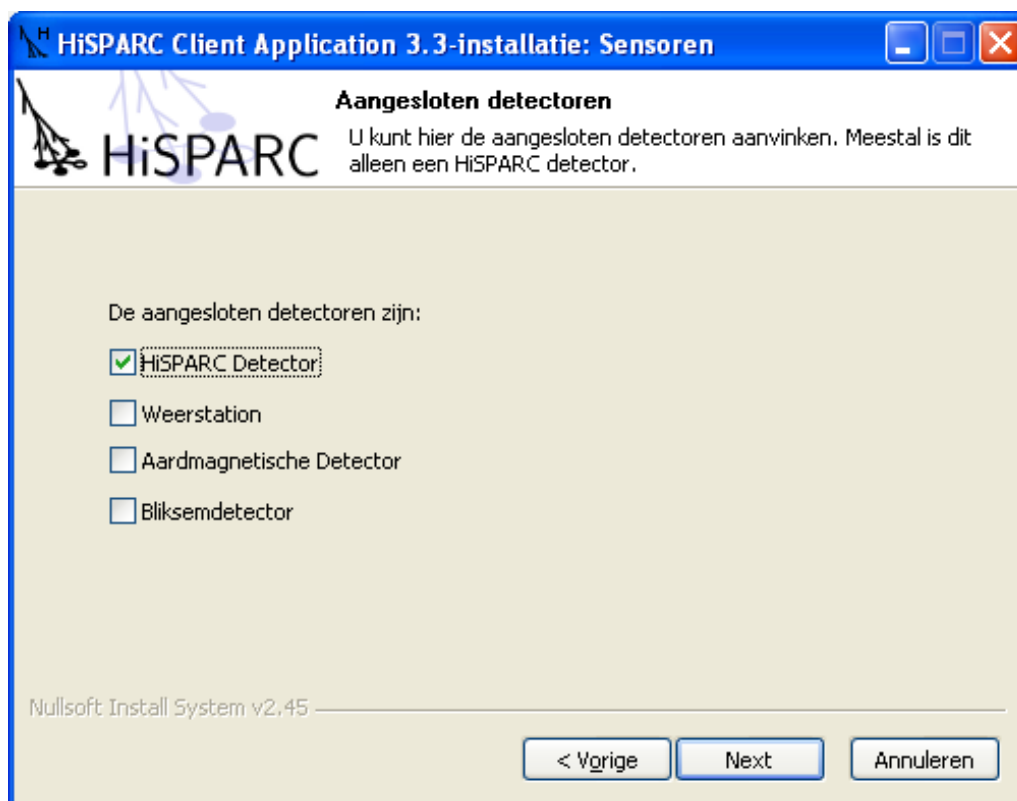 HiSPARC Client Application 3.3-installatie: Sensoren
H
HiSPARC
Aangesloten detectoren
U kunt hier de aangesloten detectoren aanvinken. Meestal is dit
alleen een HiSPARC detector.
De aangesloten detectoren zijn:
HiSPARC Detector
Weerstation
Aardmagnetische Detector
Bliksemdetector
Nullsoft Install System v2.45
< Vorige
Next
Annuleren